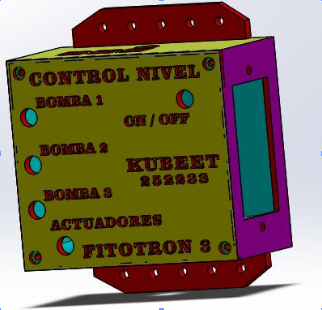 CONTROL NIVEL
BOMBA 1
ON / OFF
BOMBA 2
KUBEET
252233
BOMBA 3
ACTUADORES
FITOTRON 3